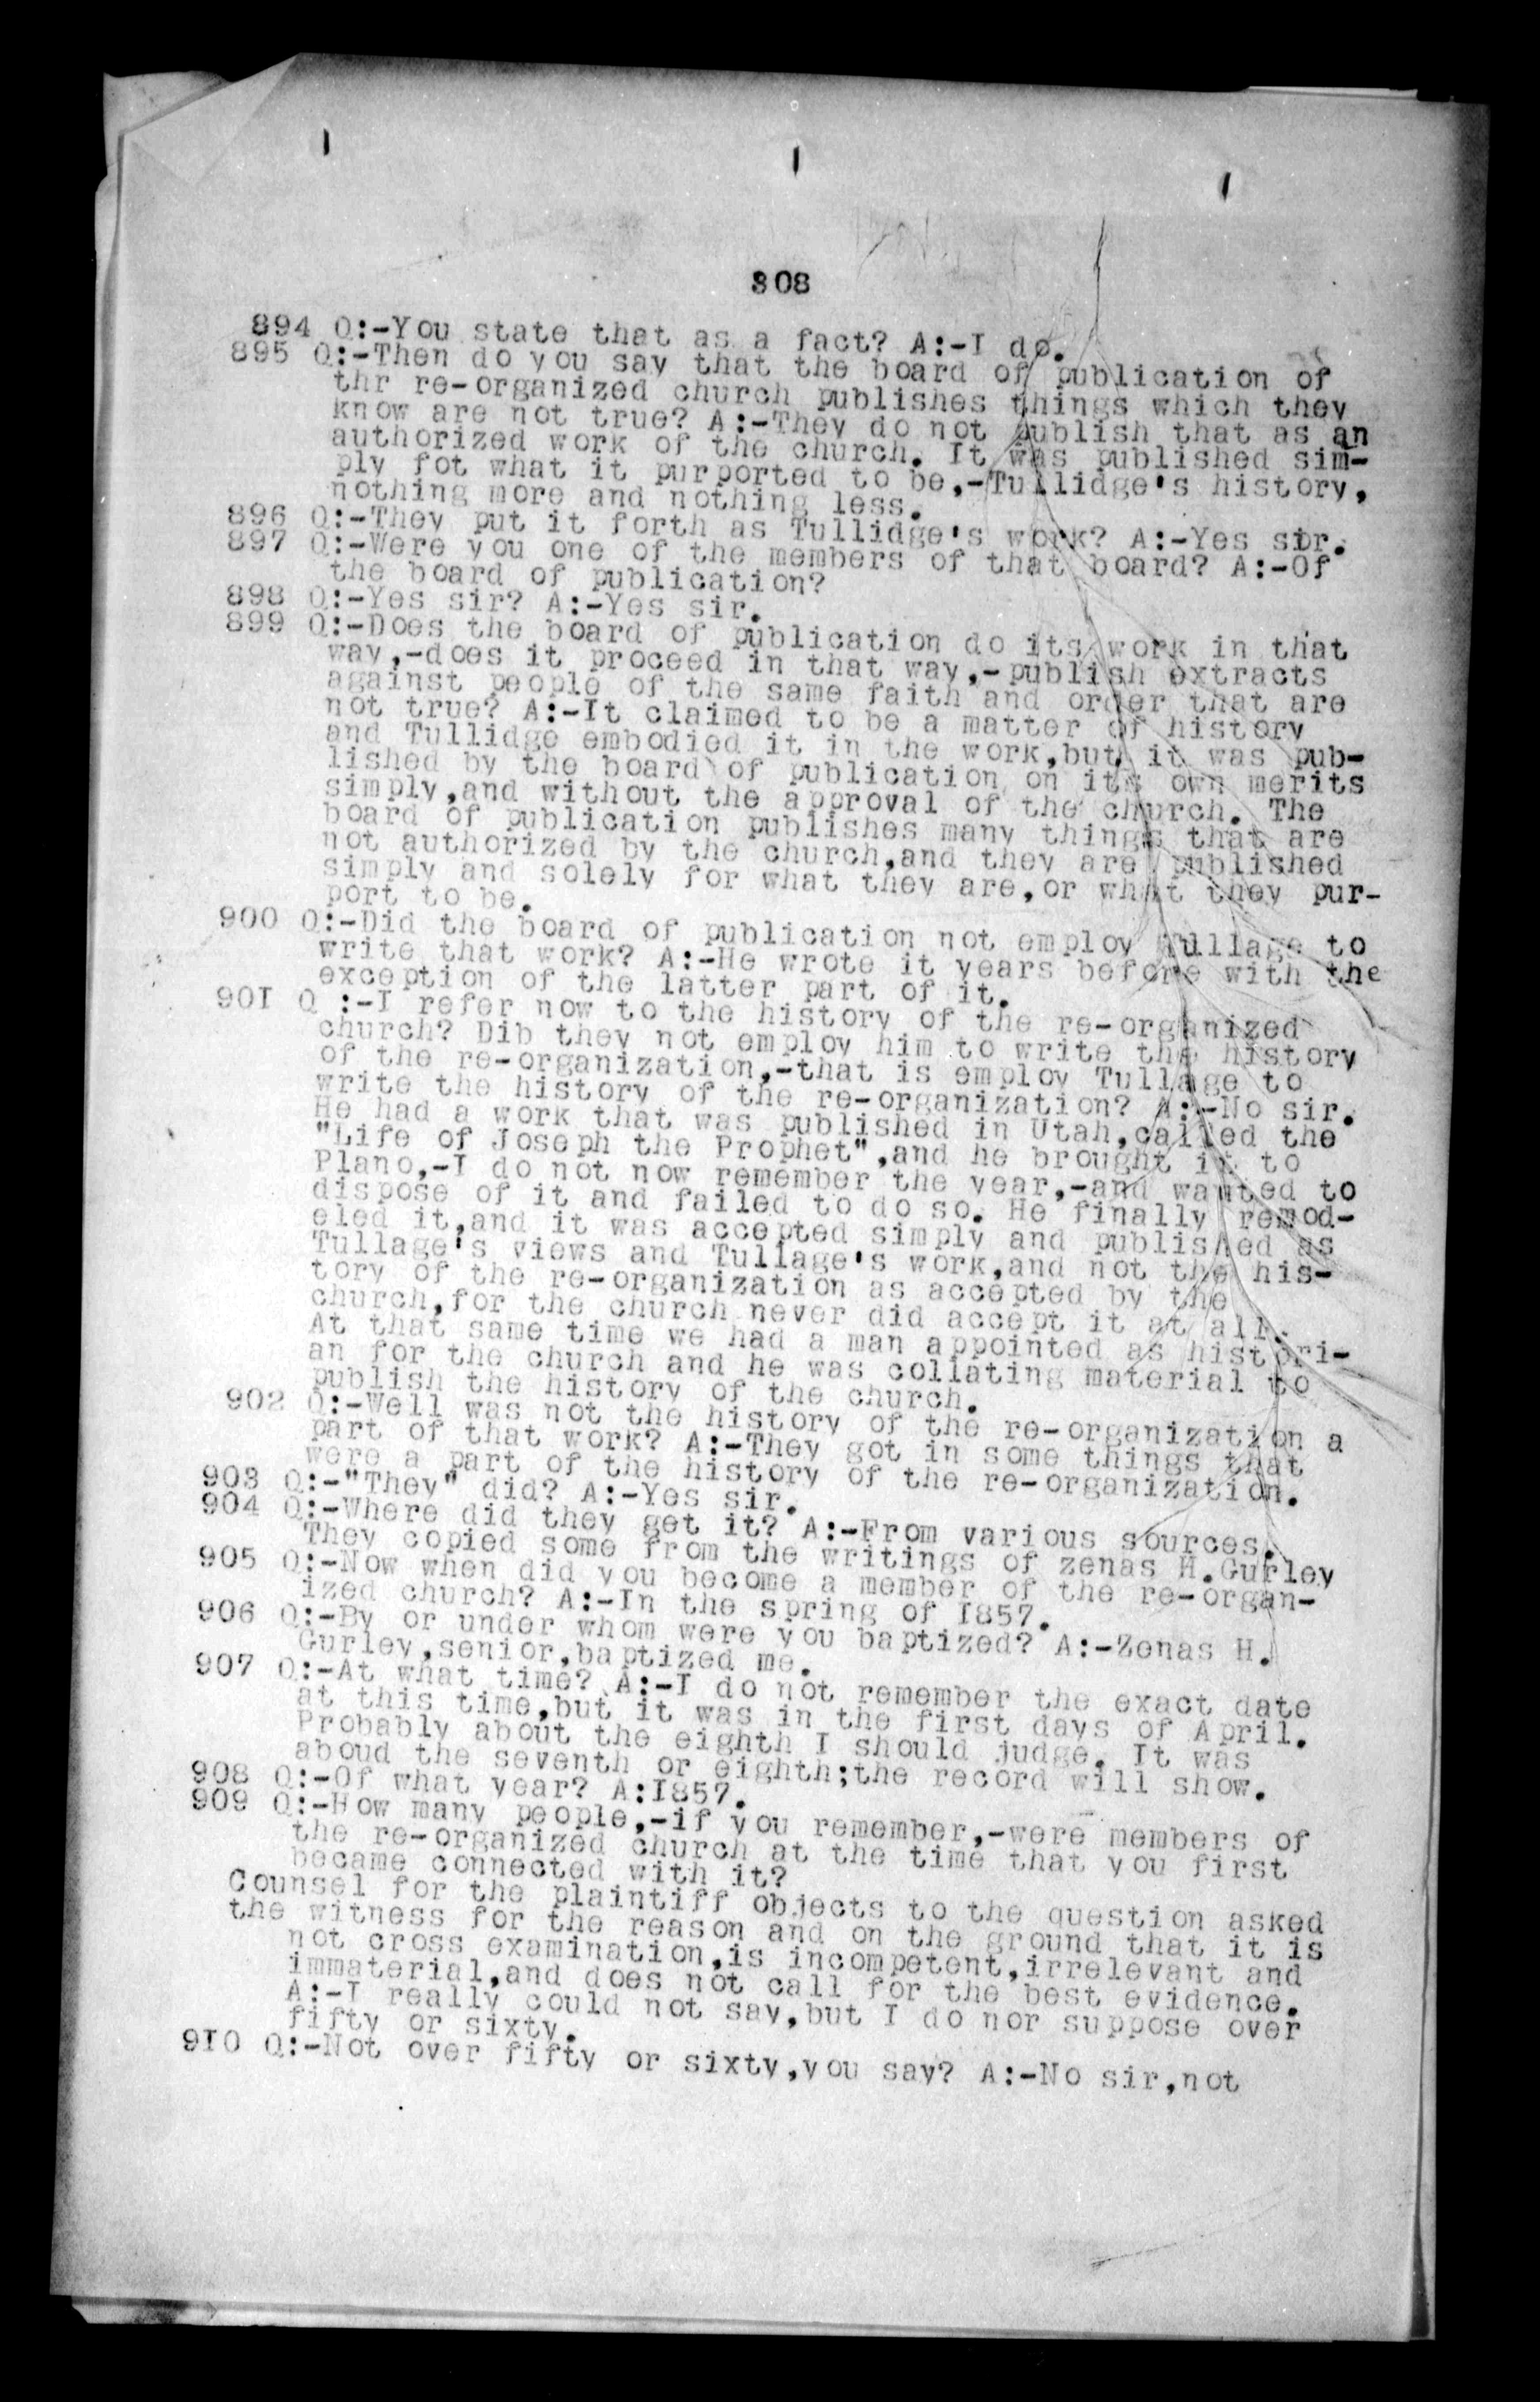 308
894 Q:-You state that as a fact? A:-I do.
895 Q:-Then do you say that the board of publication of
thr re-organized church publishes things which they
know are not true? A:-They do not publish that as an
authorized work of the church. It was published sim-
ply fot what it purported to be,-Tullidge's history,
nothing more and nothing less.
896 Q:-They put it forth as Tullidge's work? A:-Yes sir.
897 Q:-Were you one of the members of that board? A:-Of
the board of publication?
898 Q:-Yes sir? A:-Yes sir.
899 Q:-Does the board of publication do its work in that
way,-does it proceed in that way,-publish extracts
against people of the same faith and order that are
not true? A:-It claimed to be a matter of history
and Tullidge embodied it in the work,but it was pub-
lished by the board of publication on its own merits
simply,and without the approval of the church. The
board of publication publishes many things that are
not authorized by the church,and they are published
simply and solely for what they are,or what they pur-
port to be.
900 Q:-Did the board of publication not employ Tullage to
write that work? A:-He wrote it years before with the
exception of the latter part of it.
90I Q :-I refer now to the history of the re-organized
church? Dib they not employ him to write the history
of the re-organization,-that is employ Tullage to
write the history of the re-organization? A:-No sir.
He had a work that was published in Utah,called the
"Life of Joseph the Prophet",and he brought it to
Plano,-I do not now remember the year,-and wanted to
dispose of it and failed to do so. He finally remod-
eled it,and it was accepted simply and published as
Tullage's views and Tullage's work,and not the his-
tory of the re-organization as accepted by the
church,for the church never did accept it at all.
At that same time we had a man appointed as histori-
an for the church and he was collating material to
publish the history of the church.
902 Q:-Well was not the history of the re-organization a
part of that work? A:-They got in some things that
were a part of the history of the re-organization.
903 Q:-"They" did? A:-Yes sir.
904 Q:-Where did they get it? A:-From various sources.
They copied some from the writings of zenas H.Gurley
905 Q:-Now when did you become a member of the re-organ-
ized church? A:-In the spring of I857.
906 Q:-By or under whom were you baptized? A:-Zenas H.
Gurley,senior,baptized me.
907 Q:-At what time? A:-I do not remember the exact date
at this time,but it was in the first days of April.
Probably about the eighth I should judge. It was
aboud the seventh or eighth;the record will show.
908 Q:-Of what year? A:I857.
909 Q:-How many people,-if you remember,-were members of
the re-organized church at the time that you first
became connected with it?
Counsel for the plaintiff objects to the question asked
the witness for the reason and on the ground that it is
not cross examination,is incompetent,irrelevant and
immaterial,and does not call for the best evidence.
A:-I really could not say,but I do nor suppose over
fifty or sixty.
9I0 Q:-Not over fifty or sixty,you say? A:-No sir,not